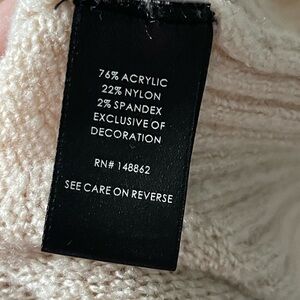 76% ACRYLIC
22% NYLON
2% SPANDEX
EXCLUSIVE OF
DECORATION
RN# 148862
SEE CARE ON REVERSE